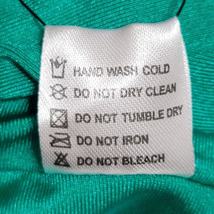 HAND WASH COLD
DO NOT DRY CLEAN
DO NOT TUMBLE DRY
DO NOT IRON
DO NOT BLEACH